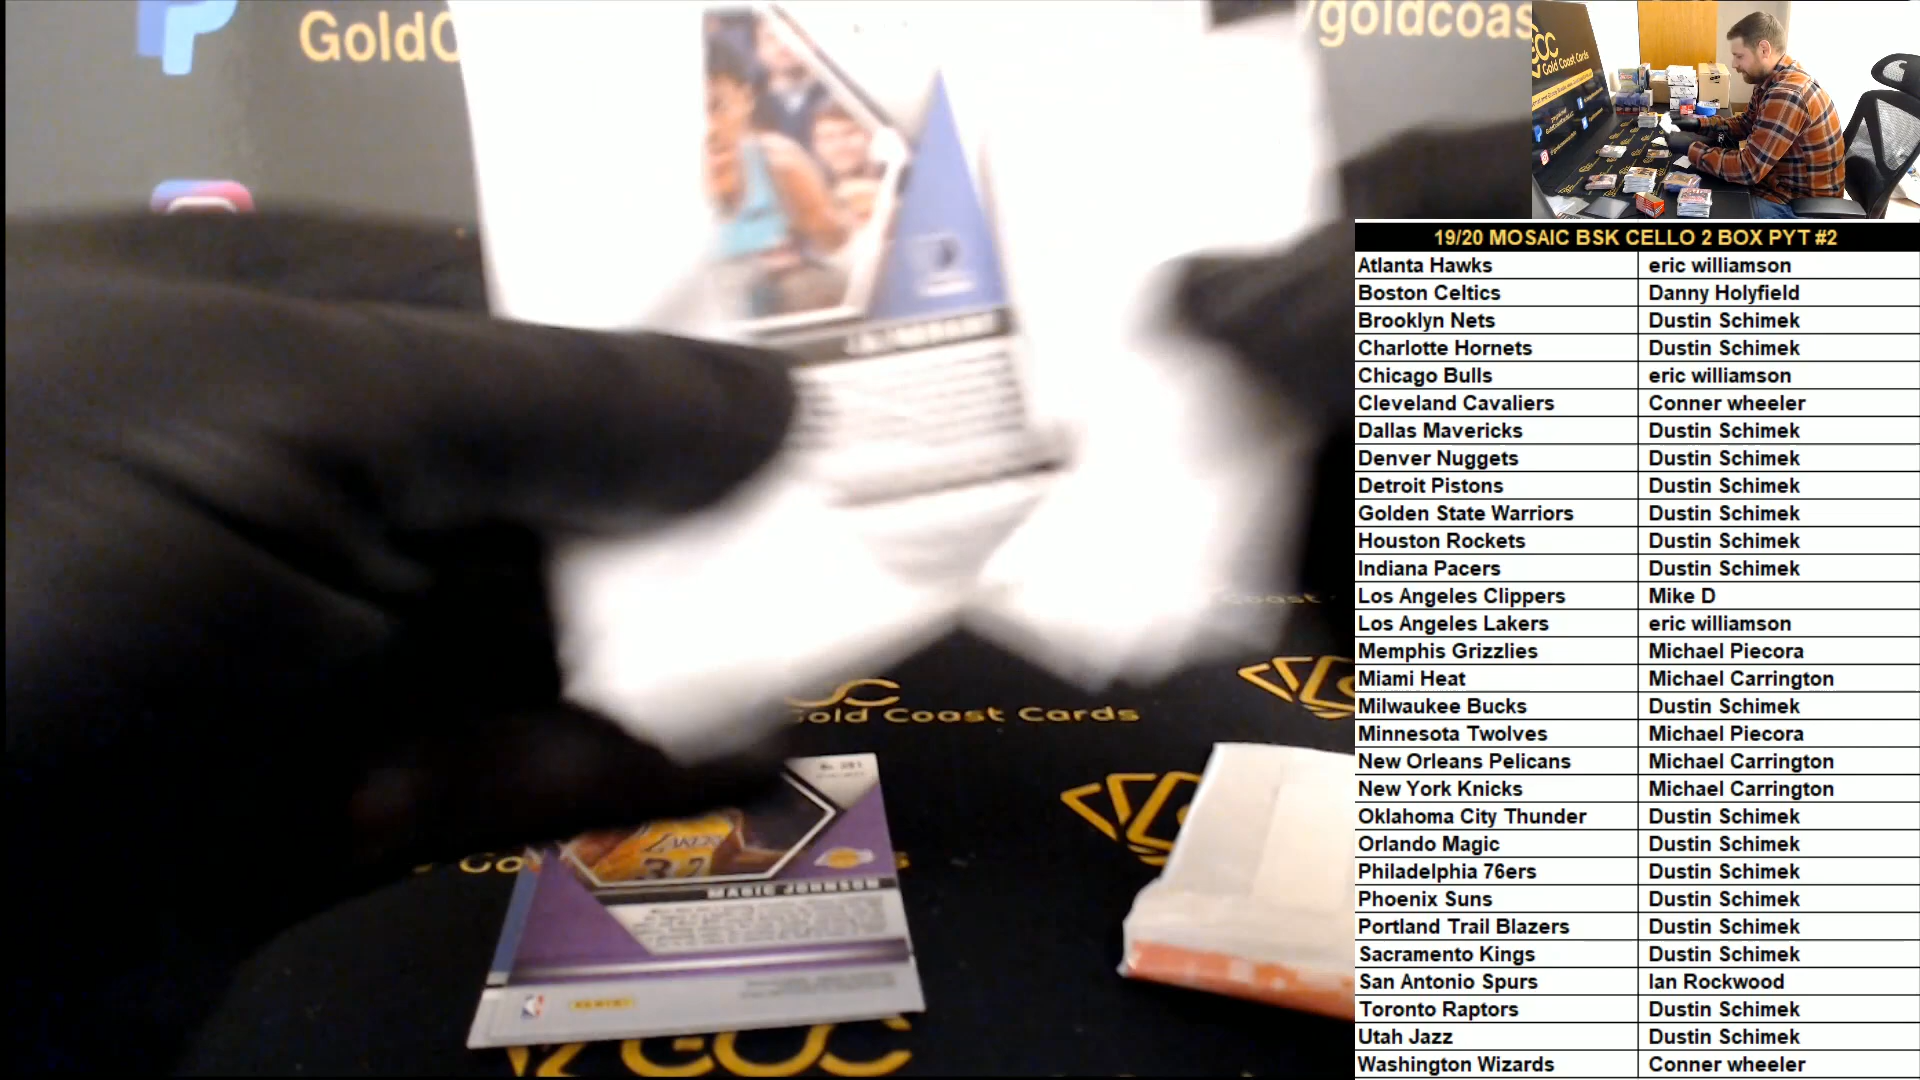 GoldC
/goldcoas
GCC
Gold Coast Cards
19/20 MOSAIC BSK CELLO 2 BOX PYT #2
Atlanta Hawks eric williamson
Boston Celtics Danny Holyfield
Brooklyn Nets Dustin Schimek
Charlotte Hornets Dustin Schimek
Chicago Bulls eric williamson
Cleveland Cavaliers Conner wheeler
Dallas Mavericks Dustin Schimek
Denver Nuggets Dustin Schimek
Detroit Pistons Dustin Schimek
Golden State Warriors Dustin Schimek
Houston Rockets Dustin Schimek
Indiana Pacers Dustin Schimek
Los Angeles Clippers Mike D
Los Angeles Lakers eric williamson
Memphis Grizzlies Michael Piecora
Miami Heat Michael Carrington
Milwaukee Bucks Dustin Schimek
Minnesota Twolves Michael Piecora
New Orleans Pelicans Michael Carrington
New York Knicks Michael Carrington
Oklahoma City Thunder Dustin Schimek
Orlando Magic Dustin Schimek
Philadelphia 76ers Dustin Schimek
Phoenix Suns Dustin Schimek
Portland Trail Blazers Dustin Schimek
Sacramento Kings Dustin Schimek
San Antonio Spurs Ian Rockwood
Toronto Raptors Dustin Schimek
Utah Jazz Dustin Schimek
Washington Wizards Conner wheeler
Gold Coast Cards
LAKERS
32
MAGIC JOHNSON
PANINI
GCC